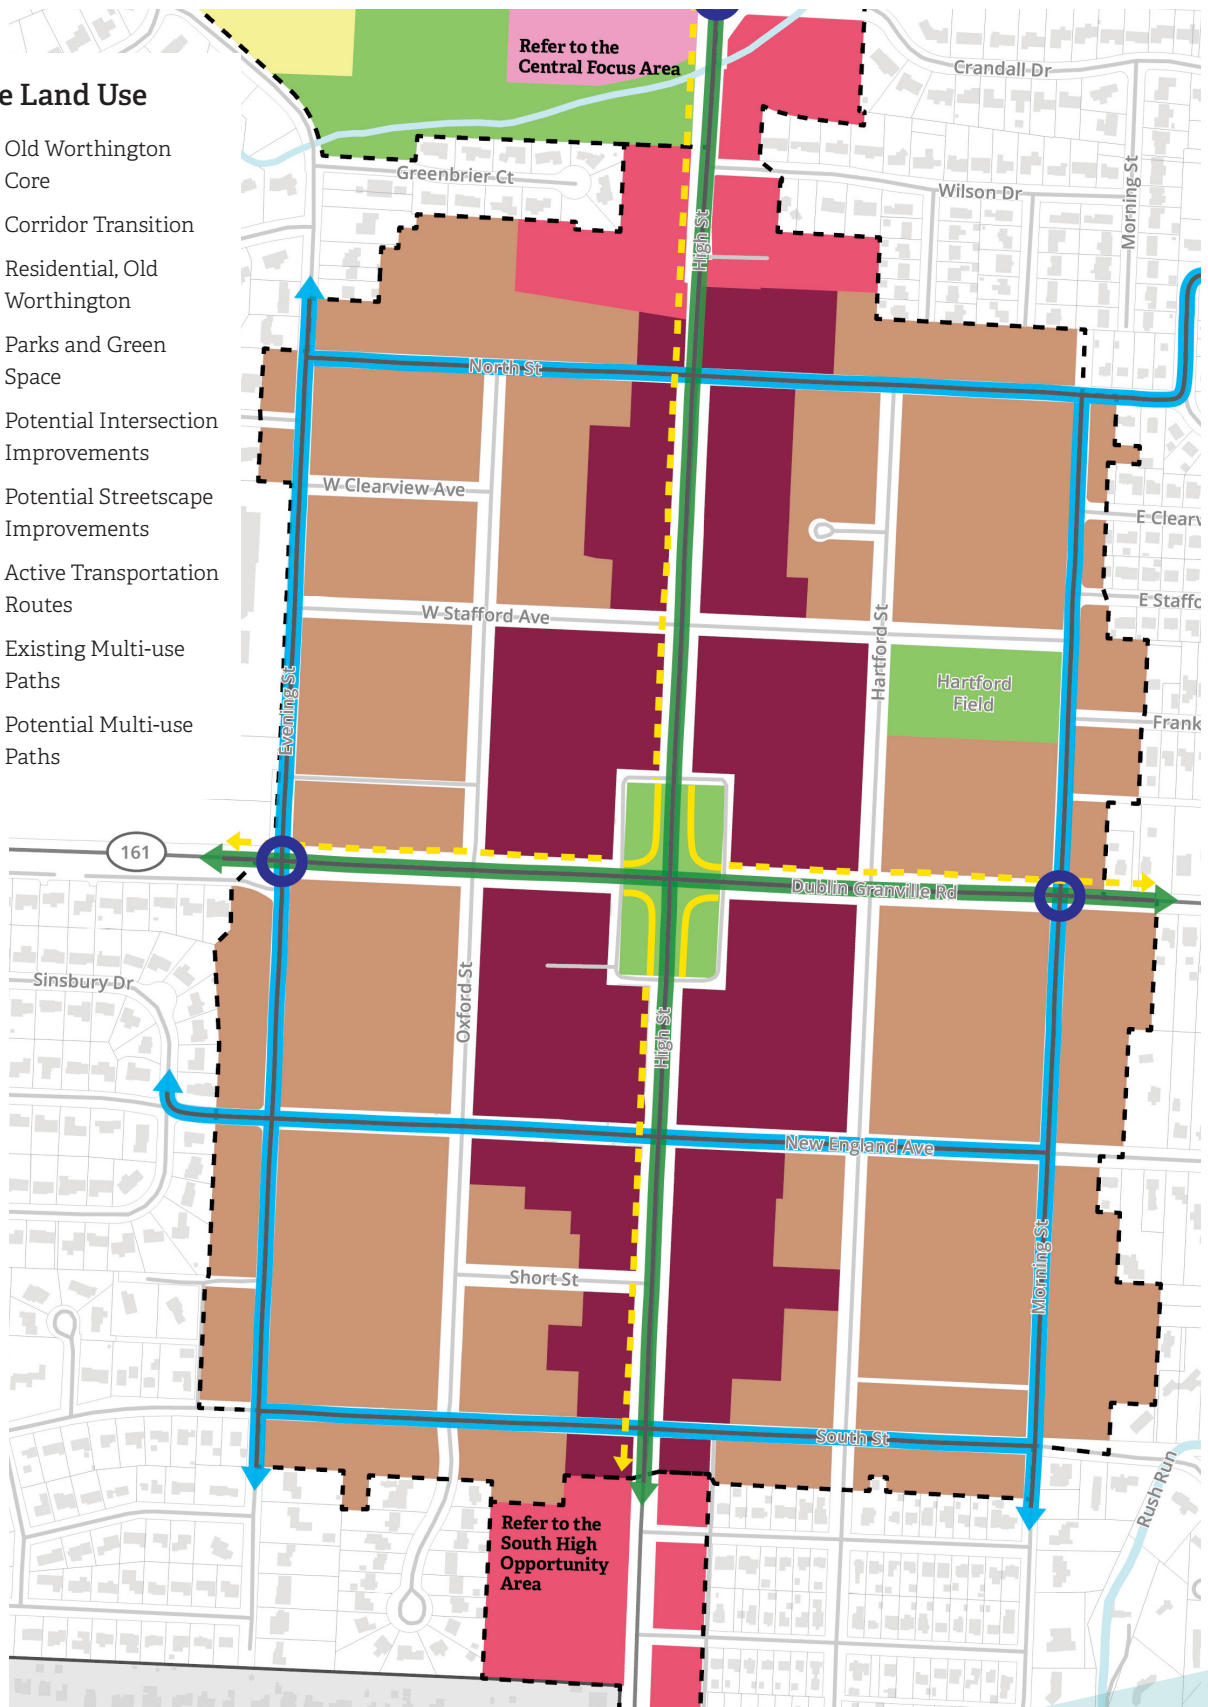 Refer to the
Central Focus Area
Crandall Dr
e Land Use
Old Worthington
Core
Corridor Transition
Residential, Old
Worthington
Parks and Green
Space
Potential Intersection
Improvements
Potential Streetscape
Improvements
Active Transportation
Routes
Existing Multi-use
Paths
Potential Multi-use
Paths
Greenbrier Ct
Wilson Dr
Morning St
High St
North St
W Clearview Ave
E Clearv
W Stafford Ave
E Staffo
Hartford St
Hartford
Field
Evening St
Frank
161
Dublin Granville Rd
Sinsbury Dr
Oxford St
High St
New England Ave
Morning St
Short St
South St
Rush Run
Refer to the
South High
Opportunity
Area